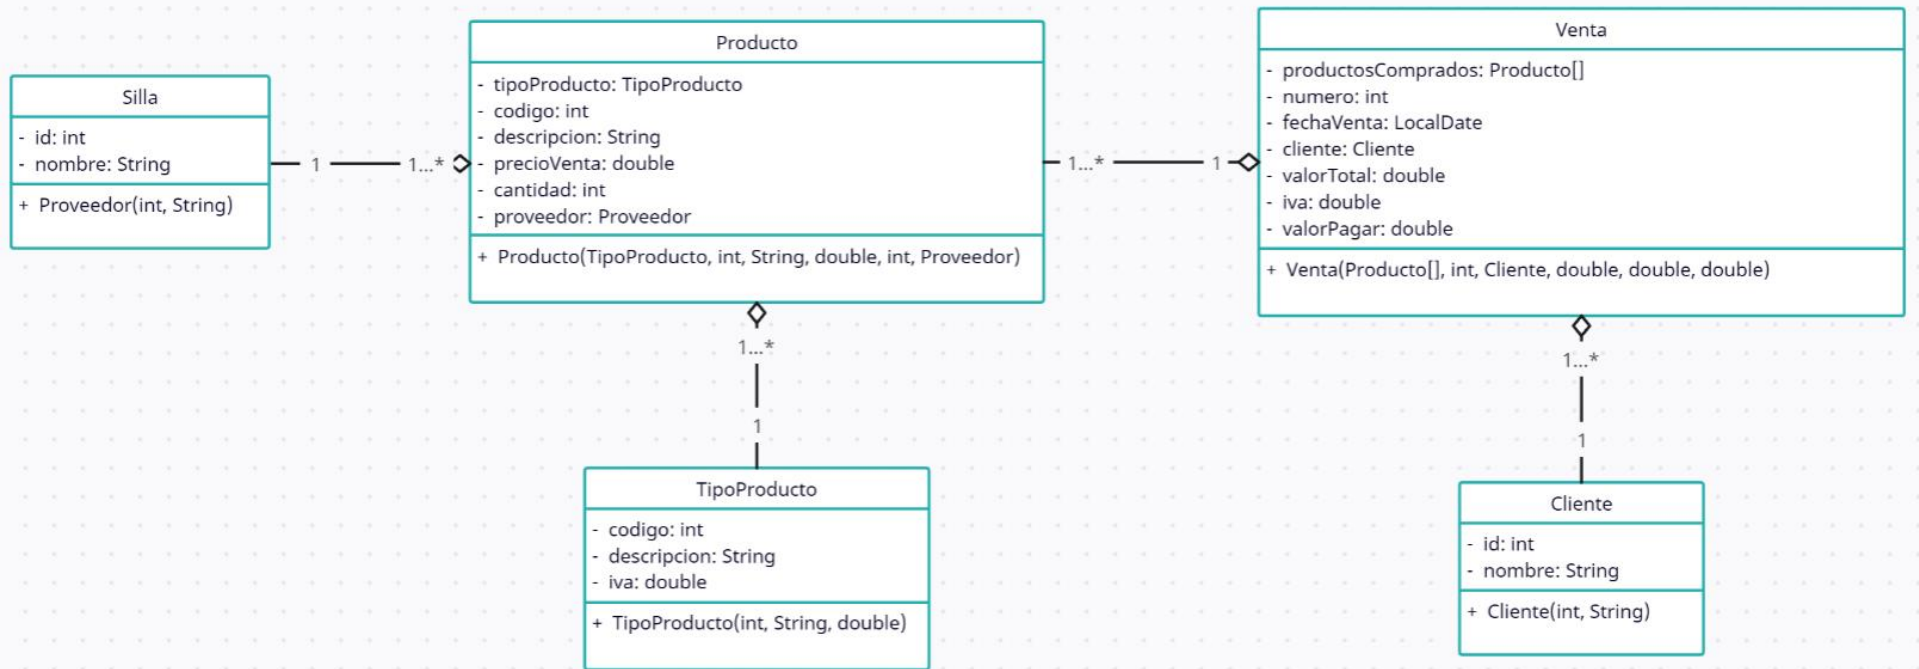 Silla
- id: int
- nombre: String
+ Proveedor(int, String)
1
1...*
Producto
- tipoProducto: TipoProducto
- codigo: int
- descripcion: String
- precioVenta: double
- cantidad: int
- proveedor: Proveedor
+ Producto(TipoProducto, int, String, double, int, Proveedor)
1...*
1
Venta
- productosComprados: Producto[]
- numero: int
- fechaVenta: LocalDate
- cliente: Cliente
- valorTotal: double
- iva: double
- valorPagar: double
+ Venta(Producto[], int, Cliente, double, double, double)
1...*
1
TipoProducto
- codigo: int
- descripcion: String
- iva: double
+ TipoProducto(int, String, double)
1...*
1
Cliente
- id: int
- nombre: String
+ Cliente(int, String)